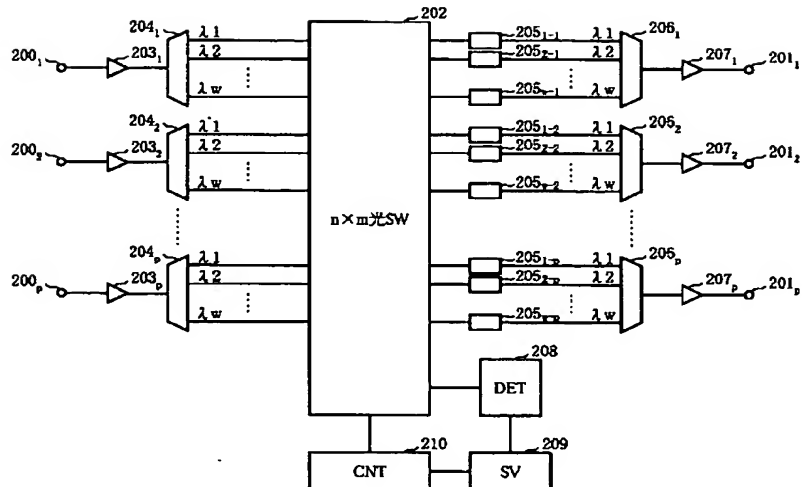 202
204₁ λ1 205₁₋₁ λ1 206₁
200₁ 203₁ λ2 205₂₋₁ λ2 207₁ 201₁
λw 205w₋₁ λw
204₂ λ1 205₁₋₂ λ1 206₂
200₂ 203₂ λ2 205₂₋₂ λ2 207₂ 201₂
λw 205w₋₂ λw
n×m光SW
204ₚ λ1 205₁₋ₚ λ1 206ₚ
200ₚ 203ₚ λ2 205₂₋ₚ λ2 207ₚ 201ₚ
λw 205w₋ₚ λw
208
DET
210 209
CNT SV